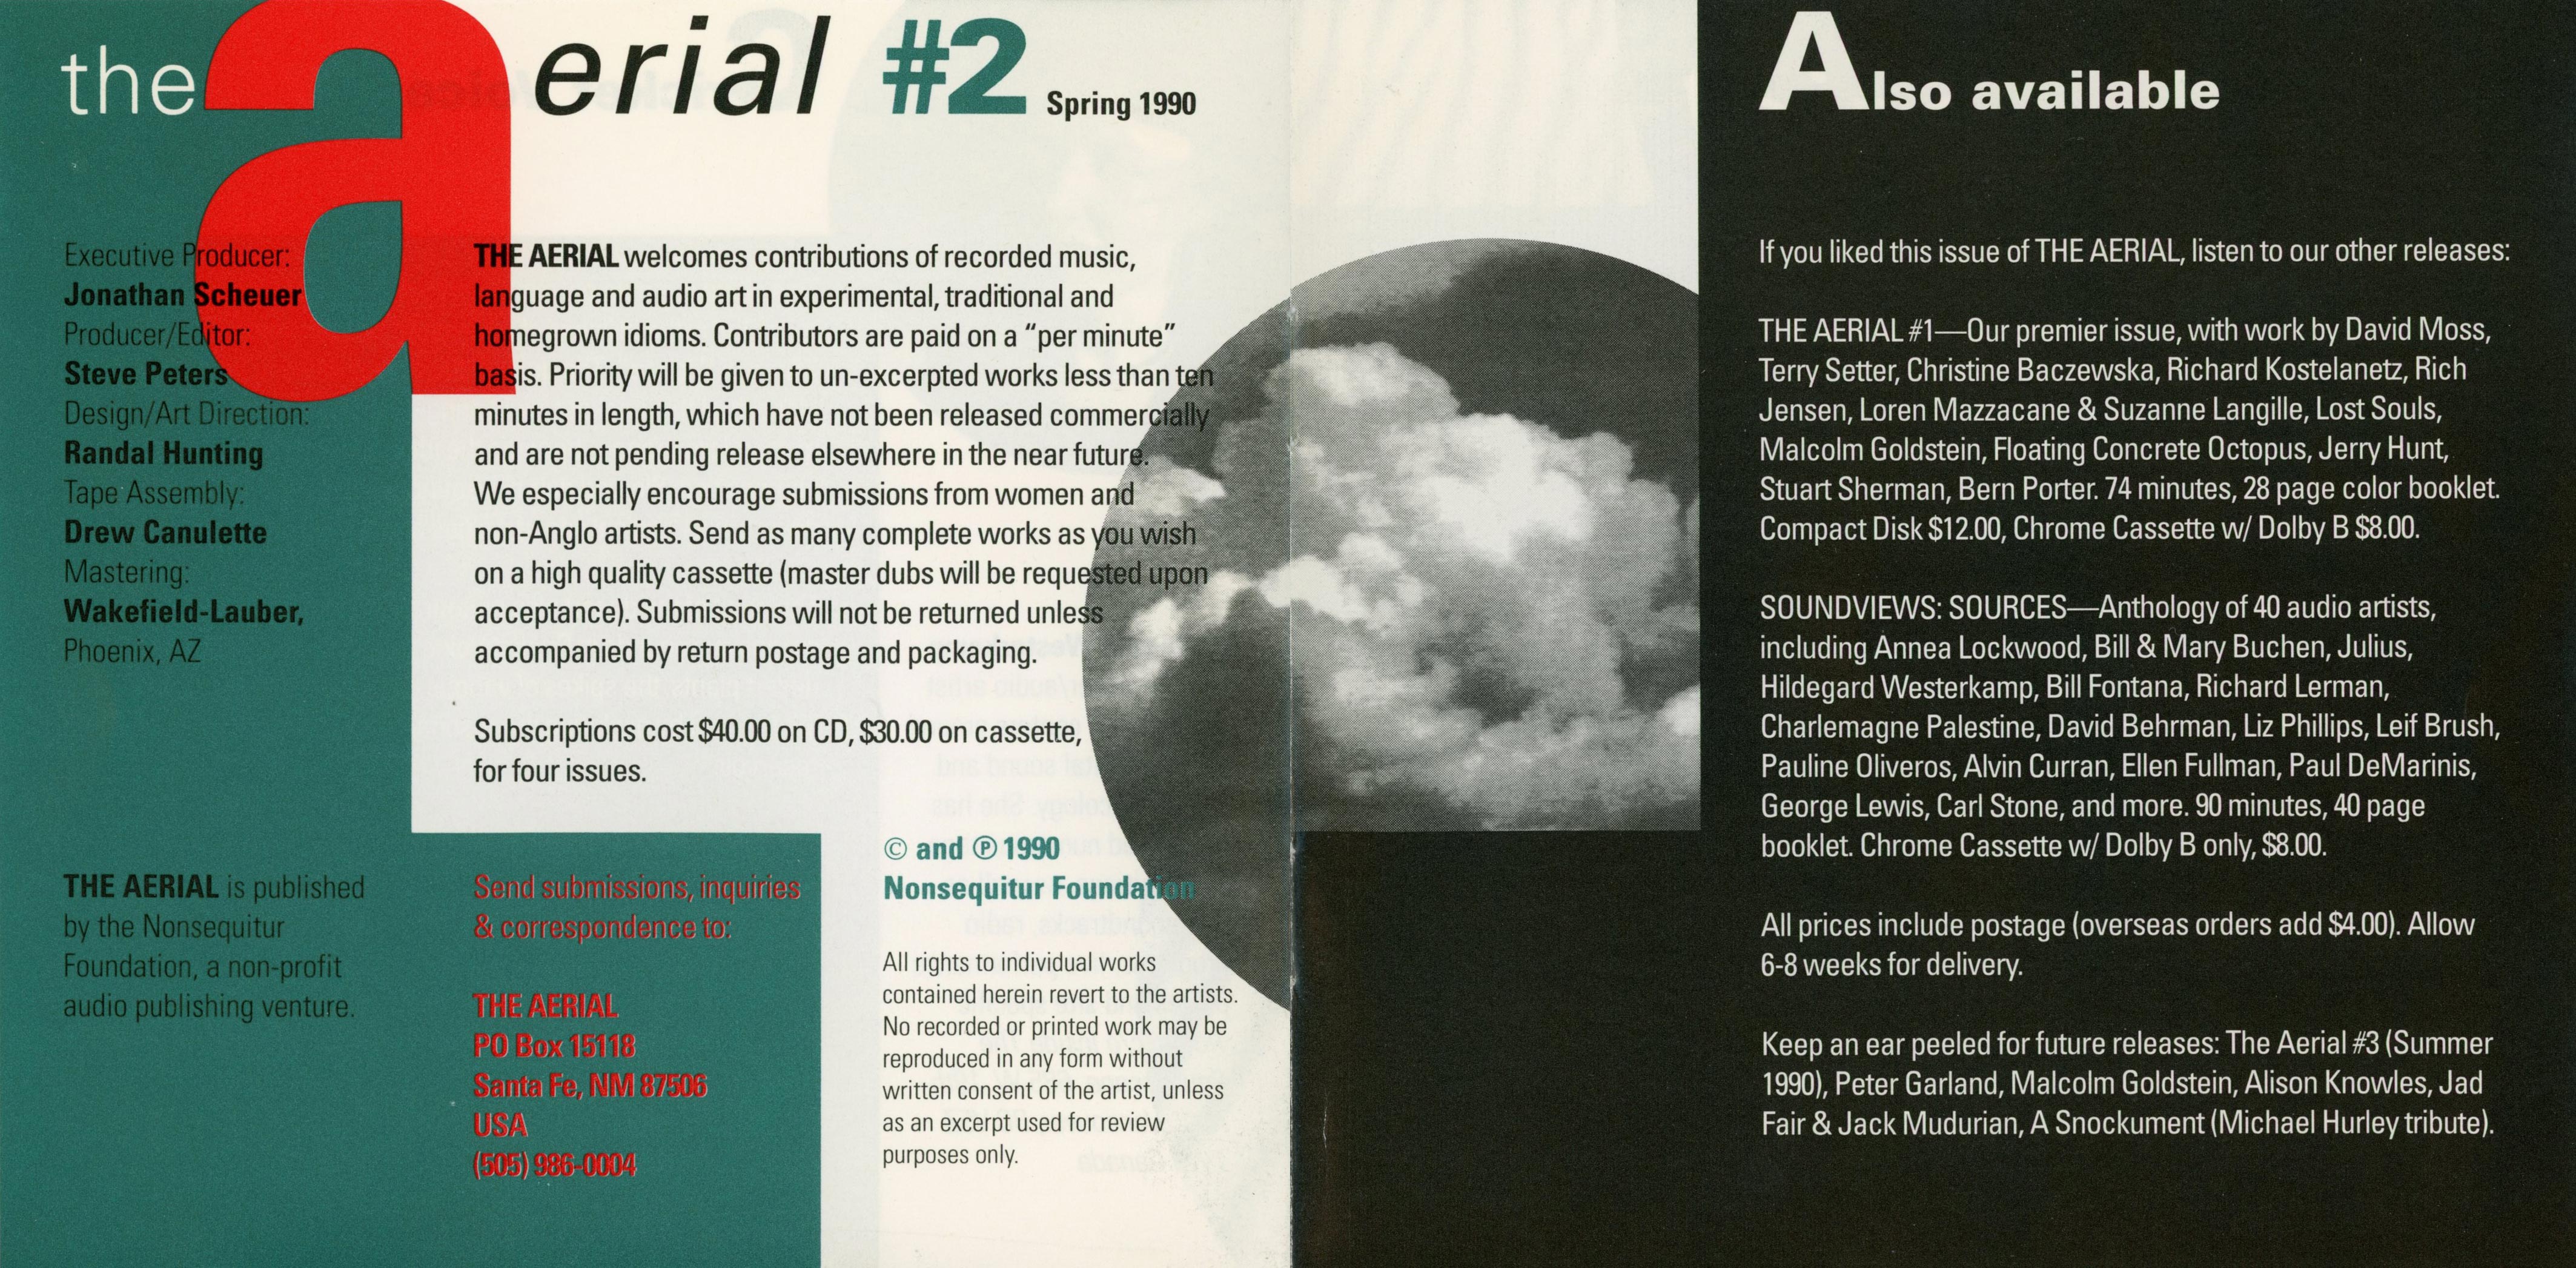 the aerial #2 Spring 1990
Executive Producer:
Jonathan Scheuer
Producer/Editor:
Steve Peters
Design/Art Direction:
Randal Hunting
Tape Assembly:
Drew Canulette
Mastering:
Wakefield-Lauber,
Phoenix, AZ
THE AERIAL is published
by the Nonsequitur
Foundation, a non-profit
audio publishing venture.
THE AERIAL welcomes contributions of recorded music,
language and audio art in experimental, traditional and
homegrown idioms. Contributors are paid on a “per minute”
basis. Priority will be given to un-excerpted works less than ten
minutes in length, which have not been released commercially
and are not pending release elsewhere in the near future.
We especially encourage submissions from women and
non-Anglo artists. Send as many complete works as you wish
on a high quality cassette (master dubs will be requested upon
acceptance). Submissions will not be returned unless
accompanied by return postage and packaging.
Subscriptions cost $40.00 on CD, $30.00 on cassette,
for four issues.
Send submissions, inquiries
& correspondence to:
THE AERIAL
PO Box 15118
Santa Fe, NM 87506
USA
(505) 986-0004
© and ℗ 1990
Nonsequitur Foundation
All rights to individual works
contained herein revert to the artists.
No recorded or printed work may be
reproduced in any form without
written consent of the artist, unless
as an excerpt used for review
purposes only.
Also available
If you liked this issue of THE AERIAL, listen to our other releases:
THE AERIAL #1—Our premier issue, with work by David Moss,
Terry Setter, Christine Baczewska, Richard Kostelanetz, Rich
Jensen, Loren Mazzacane & Suzanne Langille, Lost Souls,
Malcolm Goldstein, Floating Concrete Octopus, Jerry Hunt,
Stuart Sherman, Bern Porter. 74 minutes, 28 page color booklet.
Compact Disk $12.00, Chrome Cassette w/ Dolby B $8.00.
SOUNDVIEWS: SOURCES—Anthology of 40 audio artists,
including Annea Lockwood, Bill & Mary Buchen, Julius,
Hildegard Westerkamp, Bill Fontana, Richard Lerman,
Charlemagne Palestine, David Behrman, Liz Phillips, Leif Brush,
Pauline Oliveros, Alvin Curran, Ellen Fullman, Paul DeMarinis,
George Lewis, Carl Stone, and more. 90 minutes, 40 page
booklet. Chrome Cassette w/ Dolby B only, $8.00.
All prices include postage (overseas orders add $4.00). Allow
6-8 weeks for delivery.
Keep an ear peeled for future releases: The Aerial #3 (Summer
1990), Peter Garland, Malcolm Goldstein, Alison Knowles, Jad
Fair & Jack Mudurian, A Snockument (Michael Hurley tribute).